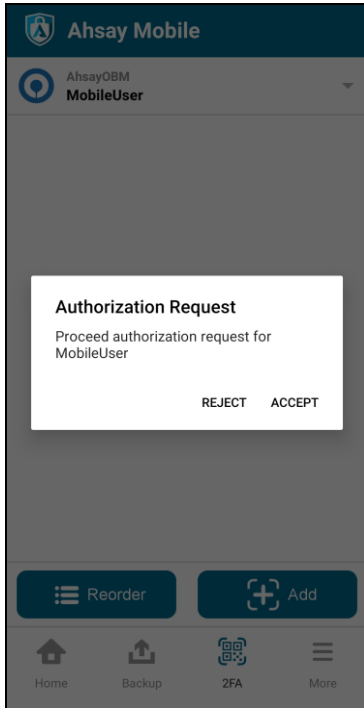 Ahsay Mobile
AhsayOBM
MobileUser
Authorization Request
Proceed authorization request for
MobileUser
REJECT ACCEPT
Reorder Add
Home Backup 2FA More